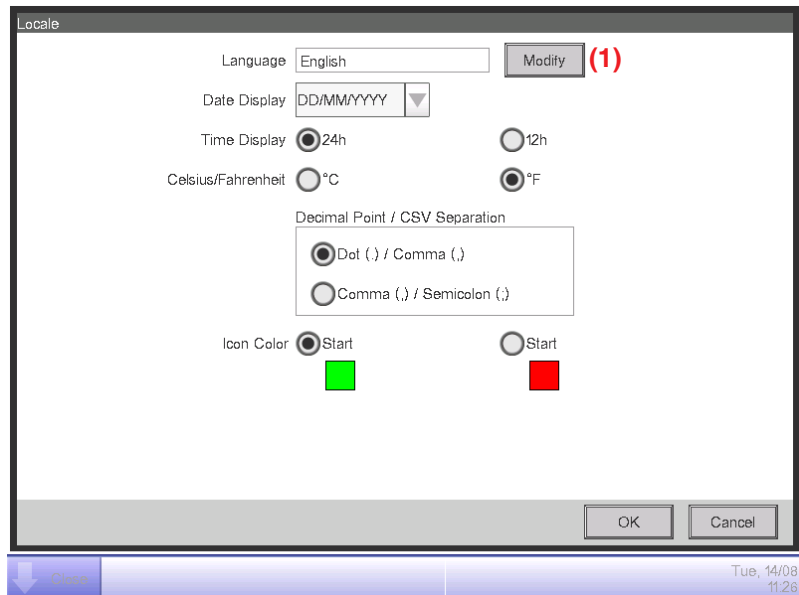 Locale
Language English Modify (1)
Date Display DD/MM/YYYY
Time Display 24h 12h
Celsius/Fahrenheit °C °F
Decimal Point / CSV Separation
Dot (.) / Comma (,)
Comma (,) / Semicolon (;)
Icon Color Start Start
OK Cancel
Close Tue, 14/08
11:26